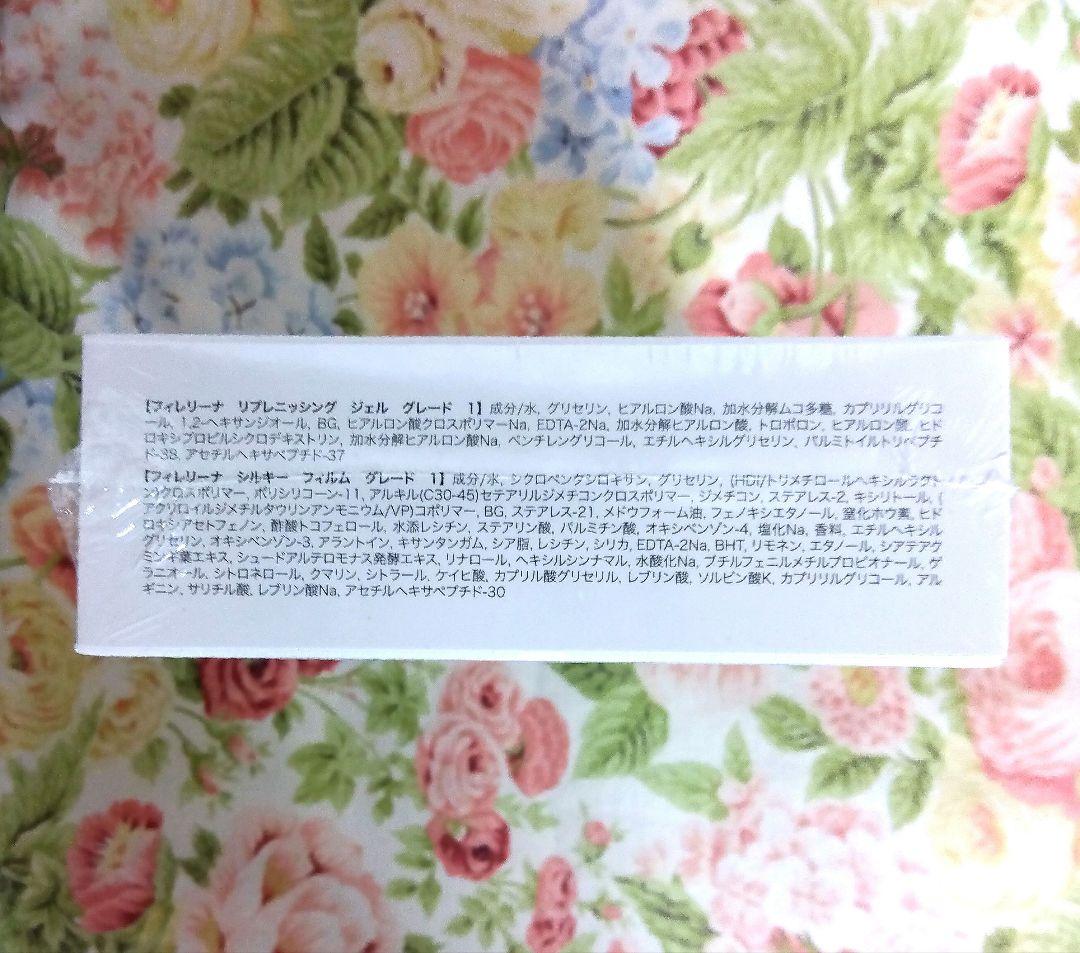 【フィレリーナ リプレニッシング ジェル グレード 1】成分/水, グリセリン, ヒアルロン酸Na, 加水分解ムコ多糖, カプリリルグリコ
ール, 1,2-ヘキサンジオール, BG, ヒアルロン酸クロスポリマーNa, EDTA-2Na, 加水分解ヒアルロン酸, トロポロン, ヒアルロン酸, ヒド
ロキシプロピルシクロデキストリン, 加水分解ヒアルロン酸Na, ペンチレングリコール, エチルヘキシルグリセリン, パルミトイルトリペプチ
ド-38, アセチルヘキサペプチド-37
【フィレリーナ シルキー フィルム グレード 1】成分/水, シクロペンタシロキサン, グリセリン, (HDI/トリメチロールヘキシルラクト
ン)クロスポリマー, ポリシリコーン-11, アルキル(C30-45)セテアリルジメチコンクロスポリマー, ジメチコン, ステアレス-2, キシリトール, (
アクリロイルジメチルタウリンアンモニウム/VP)コポリマー, BG, ステアレス-21, メドウフォーム油, フェノキシエタノール, 窒化ホウ素, ヒド
ロキシアセトフェノン, 酢酸トコフェロール, 水添レシチン, ステアリン酸, パルミチン酸, オキシベンゾン-4, 塩化Na, 香料, エチルヘキシル
グリセリン, オキシベンゾン-3, アラントイン, キサンタンガム, シア脂, レシチン, シリカ, EDTA-2Na, BHT, リモネン, エタノール, シアテアウ
ミンギ葉エキス, シュードアルテロモナス発酵エキス, リナロール, ヘキシルシンナマル, 水酸化Na, ブチルフェニルメチルプロピオナール, ゲ
ラニオール, シトロネロール, クマリン, シトラール, ケイヒ酸, カプリル酸グリセリル, レブリン酸, ソルビン酸K, カプリリルグリコール, アル
ギニン, サリチル酸, レブリン酸Na, アセチルヘキサペプチド-30